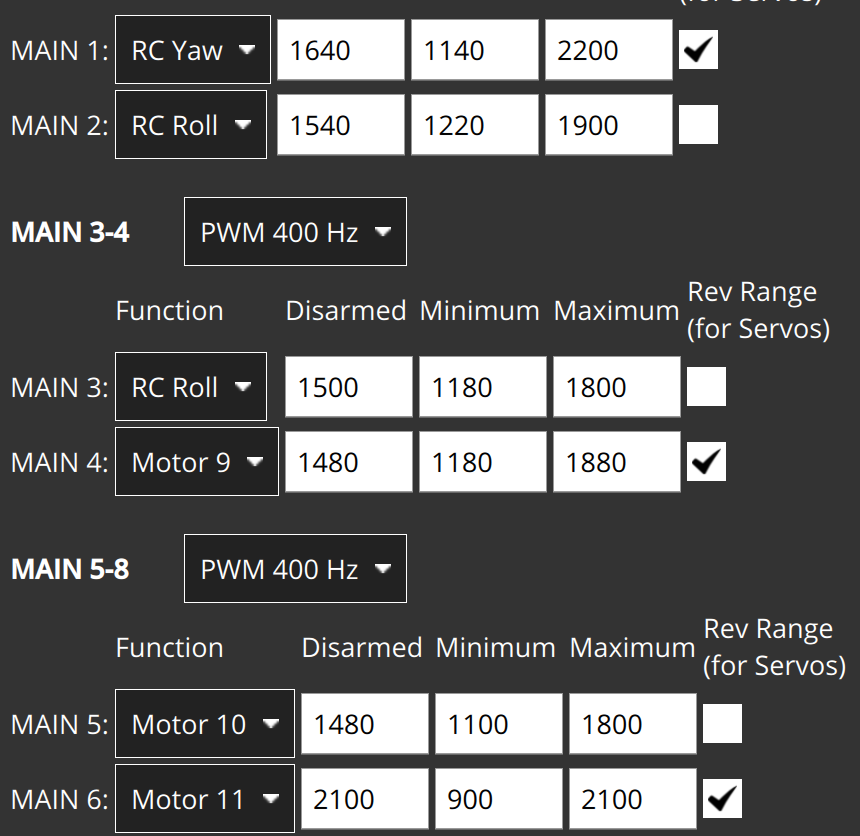 (for Servos)
MAIN 1: RC Yaw 1640 1140 2200
MAIN 2: RC Roll 1540 1220 1900
MAIN 3-4 PWM 400 Hz
Function Disarmed Minimum Maximum Rev Range
(for Servos)
MAIN 3: RC Roll 1500 1180 1800
MAIN 4: Motor 9 1480 1180 1880
MAIN 5-8 PWM 400 Hz
Function Disarmed Minimum Maximum Rev Range
(for Servos)
MAIN 5: Motor 10 1480 1100 1800
MAIN 6: Motor 11 2100 900 2100